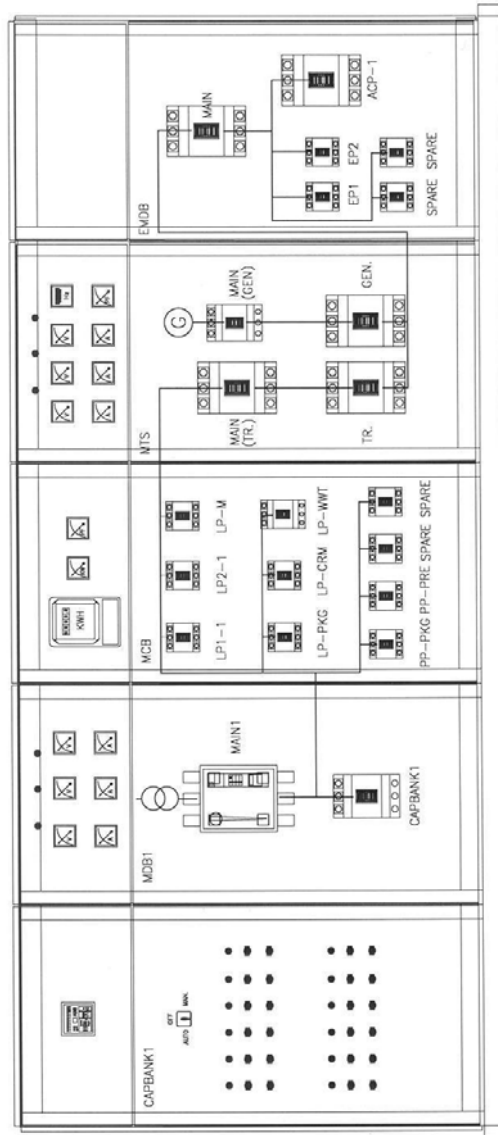 CAPBANK1
AUTO
OFF
MAN.
MDB1
MAIN1
CAPBANK1
KWH
MCB
LP1-1
LP2-1
LP-M
LP-PKG
LP-CRM
LP-WWT
PP-PKG
PP-PRE
SPARE
SPARE
MTS
MAIN
(TR.)
G
MAIN
(GEN)
TR.
GEN.
EMDB
MAIN
EP1
EP2
ACP-1
SPARE
SPARE